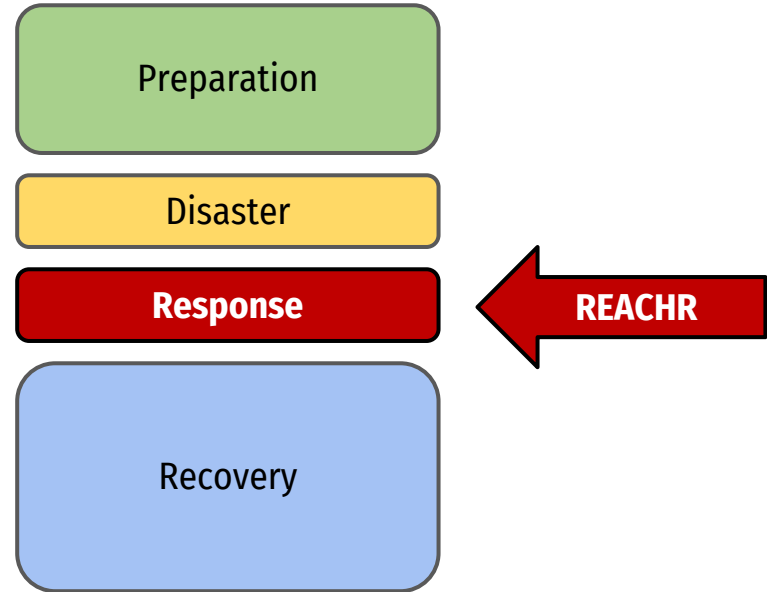 Preparation
Disaster
Response
REACHR
Recovery